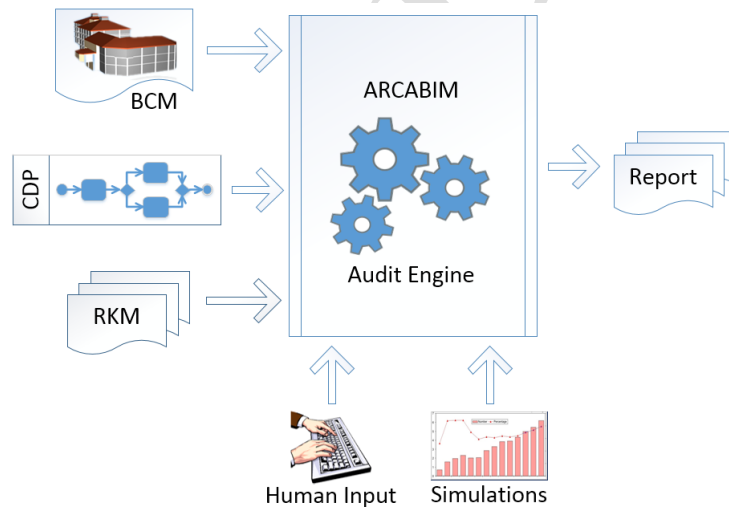 BCM
ARCABIM
CDP
Report
RKM
Audit Engine
Human Input
Simulations